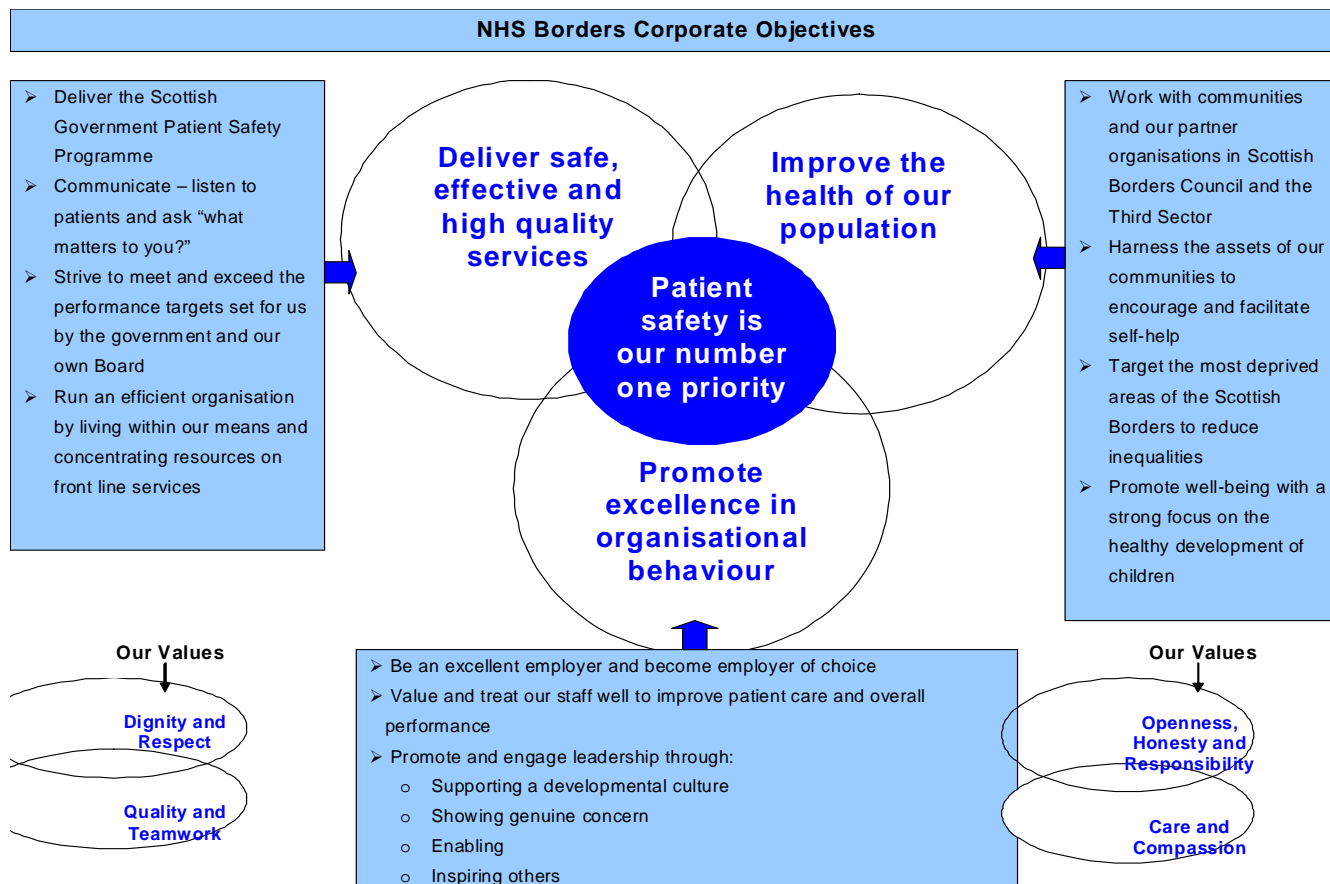 NHS Borders Corporate Objectives
➢ Deliver the Scottish
Government Patient Safety
Programme
➢ Communicate – listen to
patients and ask “what
matters to you?”
➢ Strive to meet and exceed the
performance targets set for us
by the government and our
own Board
➢ Run an efficient organisation
by living within our means and
concentrating resources on
front line services
Deliver safe,
effective and
high quality
services
Improve the
health of our
population
Patient
safety is
our number
one priority
Promote
excellence in
organisational
behaviour
➢ Work with communities
and our partner
organisations in Scottish
Borders Council and the
Third Sector
➢ Harness the assets of our
communities to
encourage and facilitate
self-help
➢ Target the most deprived
areas of the Scottish
Borders to reduce
inequalities
➢ Promote well-being with a
strong focus on the
healthy development of
children
Our Values
Dignity and
Respect
Quality and
Teamwork
➢ Be an excellent employer and become employer of choice
➢ Value and treat our staff well to improve patient care and overall
performance
➢ Promote and engage leadership through:
o Supporting a developmental culture
o Showing genuine concern
o Enabling
o Inspiring others
Our Values
Openness,
Honesty and
Responsibility
Care and
Compassion